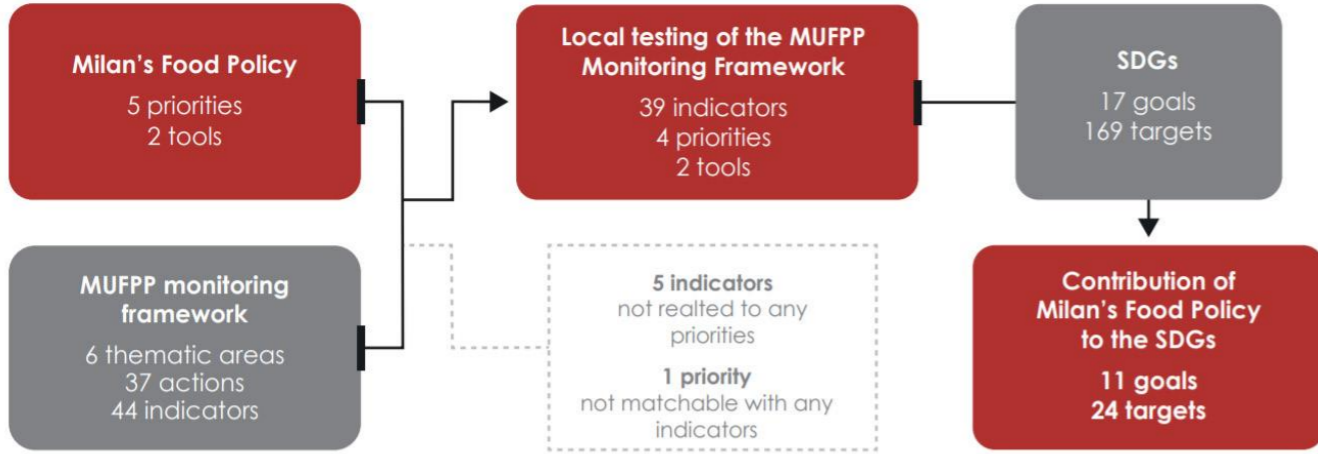 Milan's Food Policy
5 priorities
2 tools
MUFPP monitoring
framework
6 thematic areas
37 actions
44 indicators
Local testing of the MUFPP
Monitoring Framework
39 indicators
4 priorities
2 tools
5 indicators
not realted to any
priorities
1 priority
not matchable with any
indicators
SDGs
17 goals
169 targets
Contribution of
Milan's Food Policy
to the SDGs
11 goals
24 targets